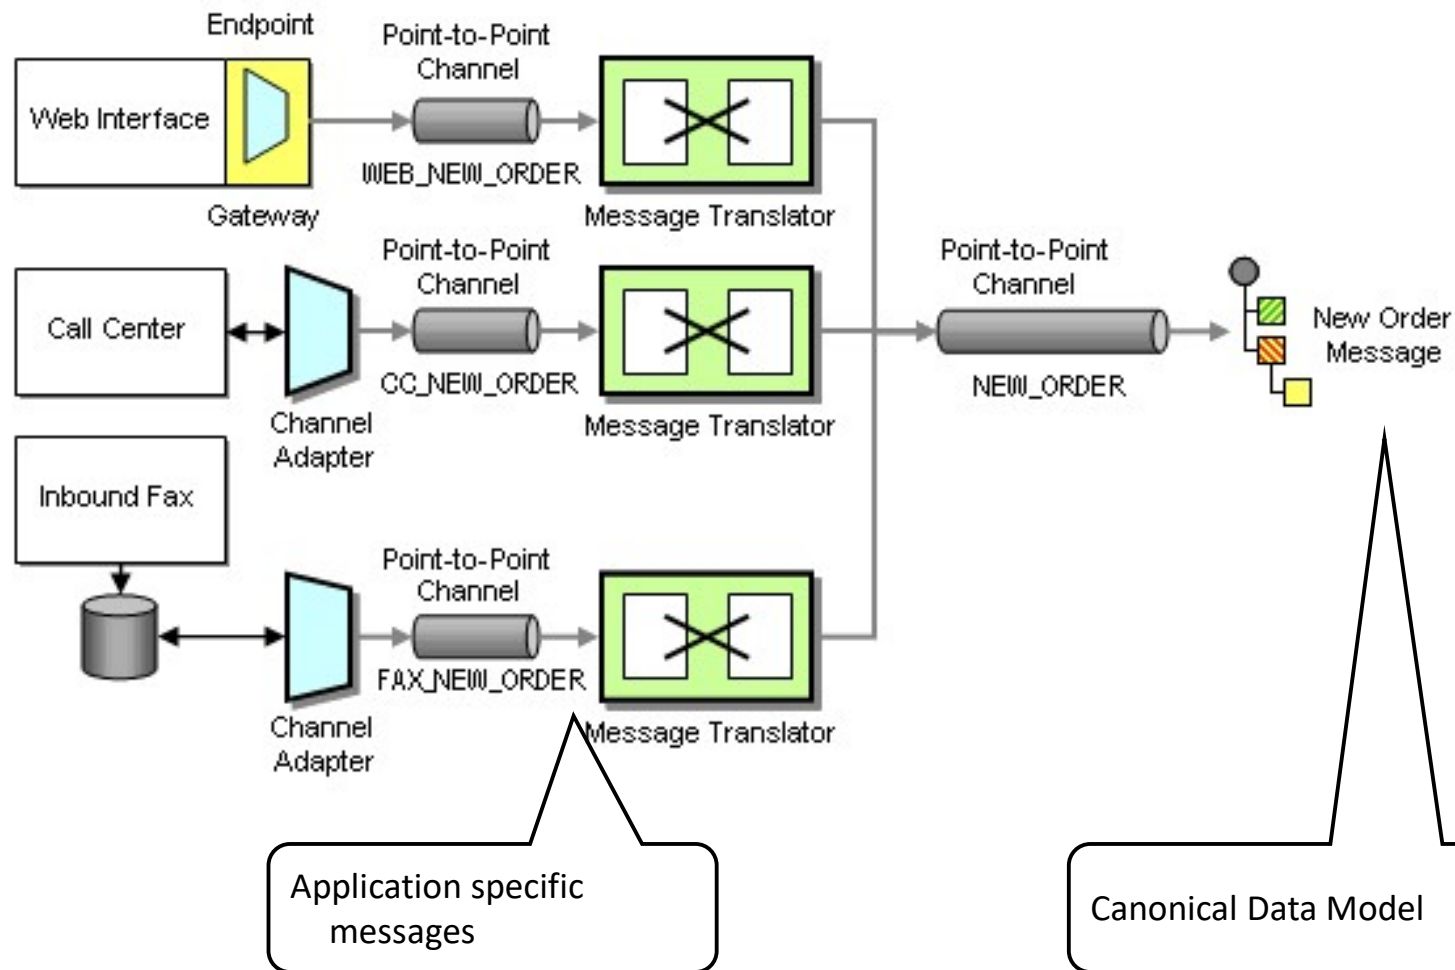 Endpoint
Point-to-Point
Channel
Web Interface
WEB_NEW_ORDER
Gateway
Message Translator
Point-to-Point
Channel
Call Center
CC_NEW_ORDER
Channel
Adapter
Message Translator
Point-to-Point
Channel
NEW_ORDER
New Order
Message
Inbound Fax
Point-to-Point
Channel
FAX_NEW_ORDER
Channel
Adapter
Message Translator
Application specific
messages
Canonical Data Model